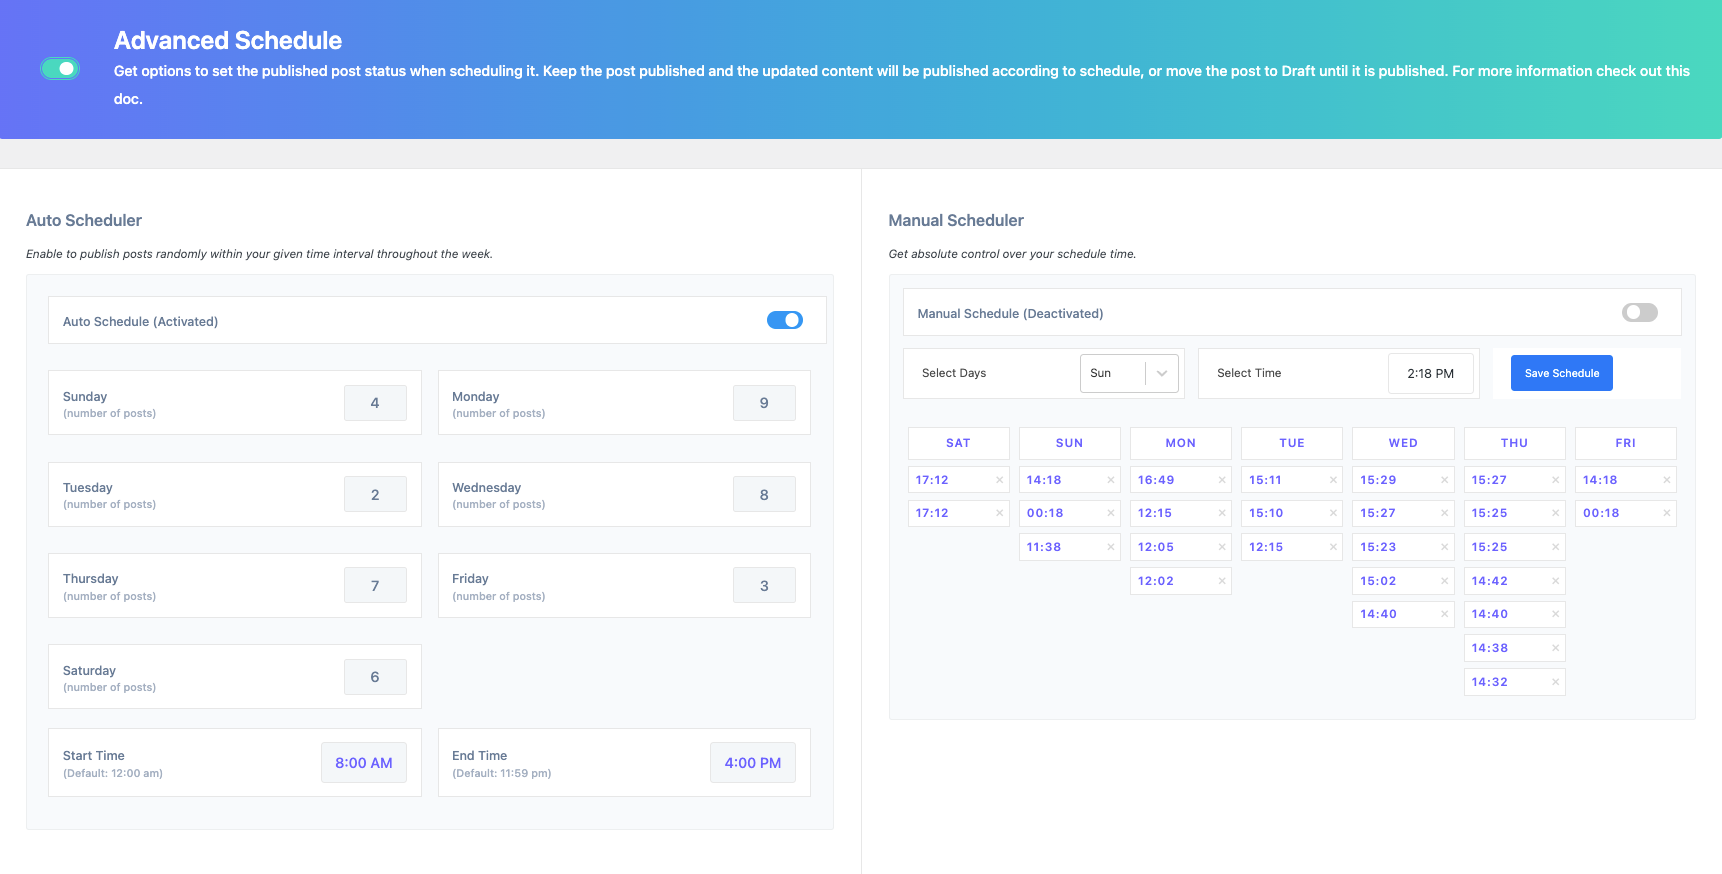 Advanced Schedule
Get options to set the published post status when scheduling it. Keep the post published and the updated content will be published according to schedule, or move the post to Draft until it is published. For more information check out this
doc.
Auto Scheduler
Enable to publish posts randomly within your given time interval throughout the week.
Auto Schedule (Activated)
Sunday
(number of posts)
4
Monday
(number of posts)
9
Tuesday
(number of posts)
2
Wednesday
(number of posts)
8
Thursday
(number of posts)
7
Friday
(number of posts)
3
Saturday
(number of posts)
6
Start Time
(Default: 12:00 am)
8:00 AM
End Time
(Default: 11:59 pm)
4:00 PM
Manual Scheduler
Get absolute control over your schedule time.
Manual Schedule (Deactivated)
Select Days
Sun
Select Time
2:18 PM
Save Schedule
SAT SUN MON TUE WED THU FRI
17:12 14:18 16:49 15:11 15:29 15:27 14:18
17:12 00:18 12:15 15:10 15:27 15:25 00:18
11:38 12:05 12:15 15:23 15:25
12:02 15:02 14:42
14:40 14:40
14:38
14:32